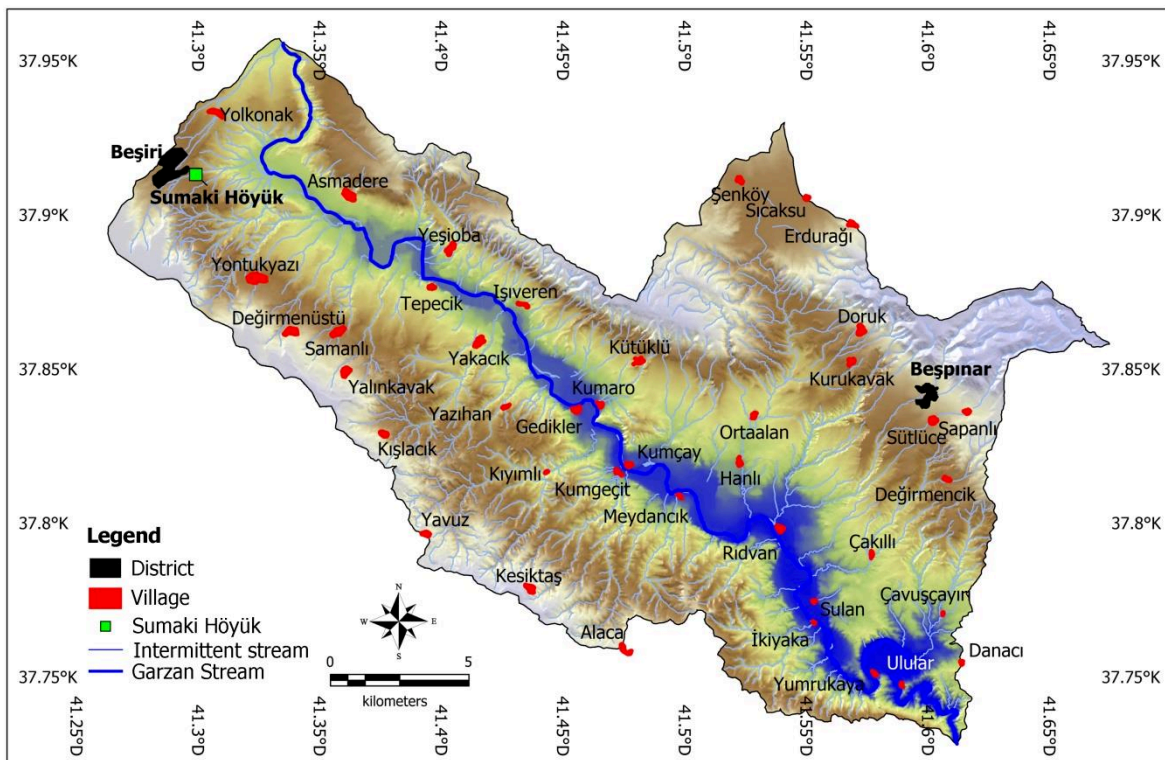 41.3°D
41.35°D
41.4°D
41.45°D
41.5°D
41.55°D
41.6°D
41.65°D
37.95°K
37.95°K
Yolkonak
Beşiri
Sumaki Höyük
Asmadere
Şenköy
Sıcaksu
Erdurağı
37.9°K
37.9°K
Yeşioba
Yontukyazı
Tepecik
Işıveren
Değirmenüstü
Samanlı
Doruk
Yakacık
Kütüklü
Kurukavak
Beşpınar
37.85°K
37.85°K
Yalınkavak
Kumaro
Yazıhan
Gedikler
Ortaalan
Sütlüce
Sapanlı
Kışlacık
Kumçay
Kıyımlı
Kumgeçit
Hanlı
Değirmencik
Meydancık
37.8°K
37.8°K
Yavuz
Rıdvan
Çakıllı
Kesiktaş
Çavuşçayırı
Sulan
Alaca
İkiyaka
Danacı
Ulular
Yumrukaya
37.75°K
37.75°K
Legend
District
Village
Sumaki Höyük
Intermittent stream
Garzan Stream
N
W
E
S
0
5
kilometers
41.25°D
41.3°D
41.35°D
41.4°D
41.45°D
41.5°D
41.55°D
41.6°D
41.65°D